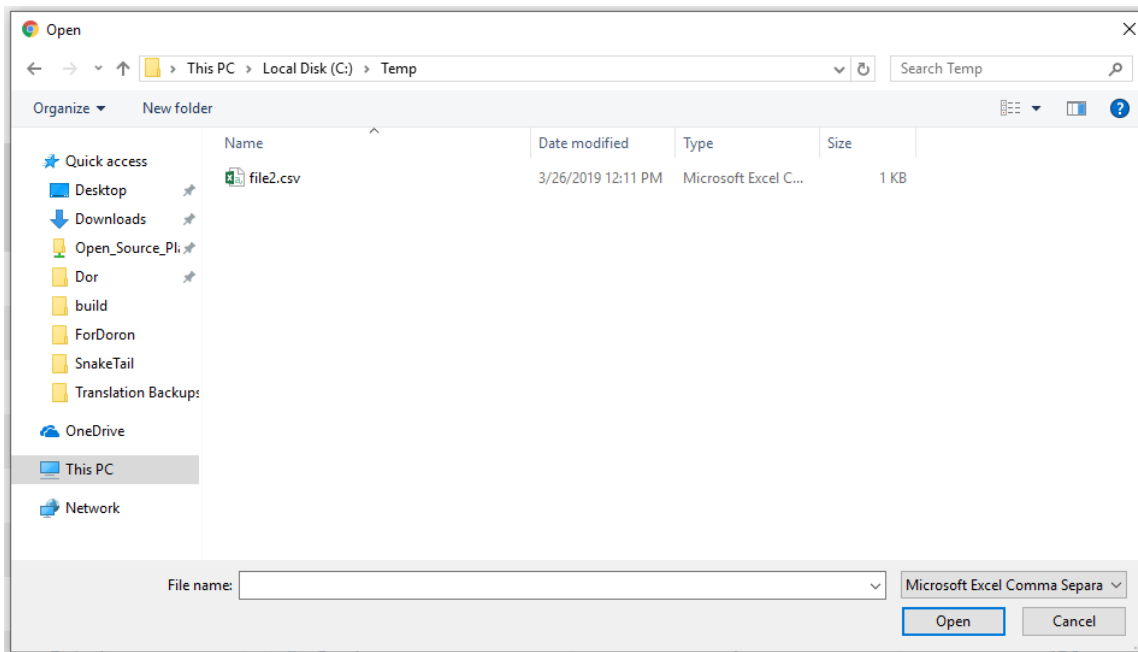 Open
This PC > Local Disk (C:) > Temp
Search Temp
Organize
New folder
Name
Date modified
Type
Size
Quick access
Desktop
Downloads
Open_Source_Pl
Dor
build
ForDoron
SnakeTail
Translation Backups
OneDrive
This PC
Network
file2.csv
3/26/2019 12:11 PM
Microsoft Excel C...
1 KB
File name:
Microsoft Excel Comma Separa
Open
Cancel